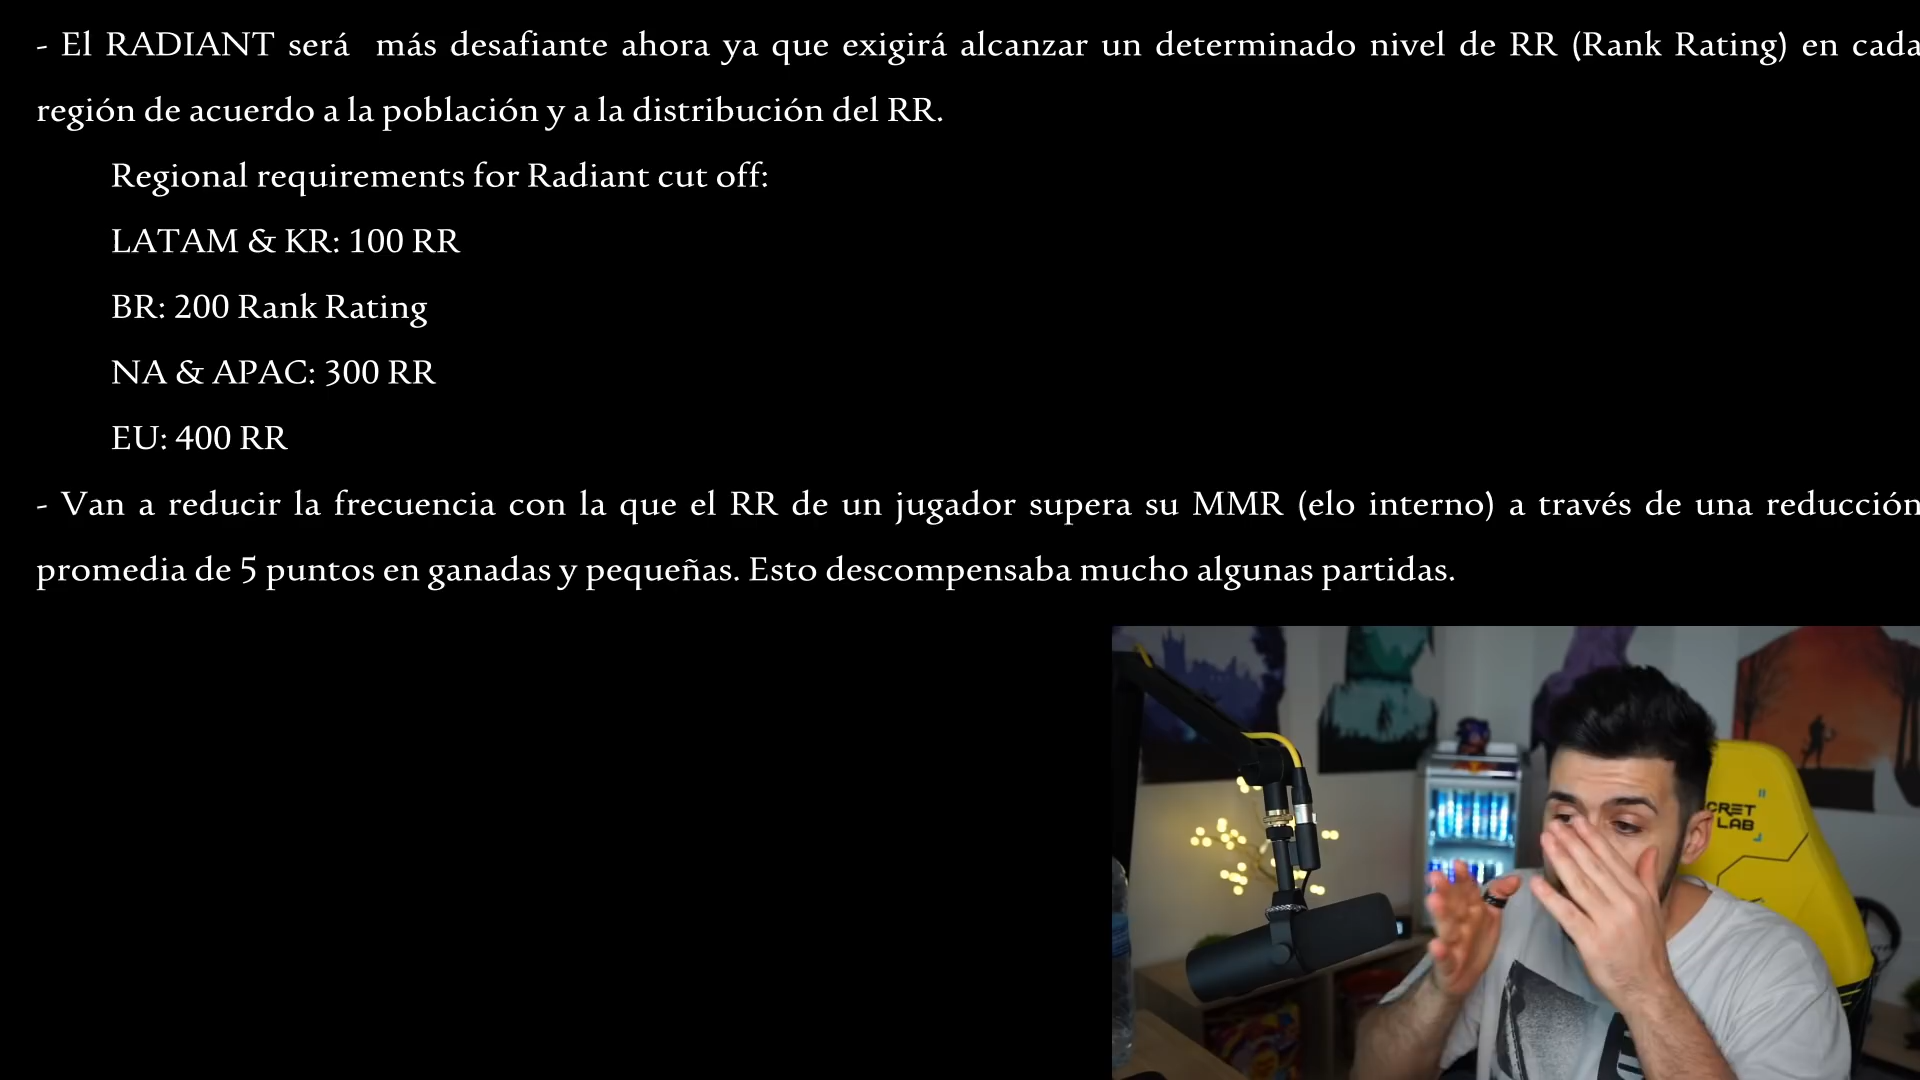 - El RADIANT será  más desafiante ahora ya que exigirá alcanzar un determinado nivel de RR (Rank Rating) en cada
región de acuerdo a la población y a la distribución del RR.
Regional requirements for Radiant cut off:
LATAM & KR: 100 RR
BR: 200 Rank Rating
NA & APAC: 300 RR
EU: 400 RR
- Van a reducir la frecuencia con la que el RR de un jugador supera su MMR (elo interno) a través de una reducción
promedia de 5 puntos en ganadas y pequeñas. Esto descompensaba mucho algunas partidas.
CRET
LAB